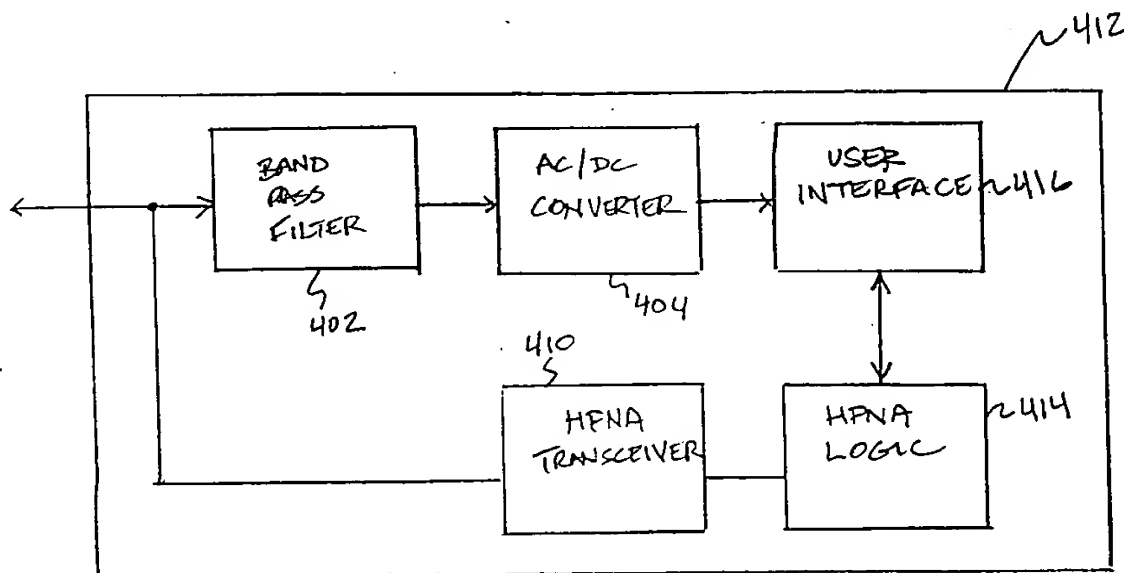 412
BAND
PASS
FILTER
402
AC/DC
CONVERTER
404
USER
INTERFACE
416
410
HPNA
TRANSCEIVER
HPNA
LOGIC
414